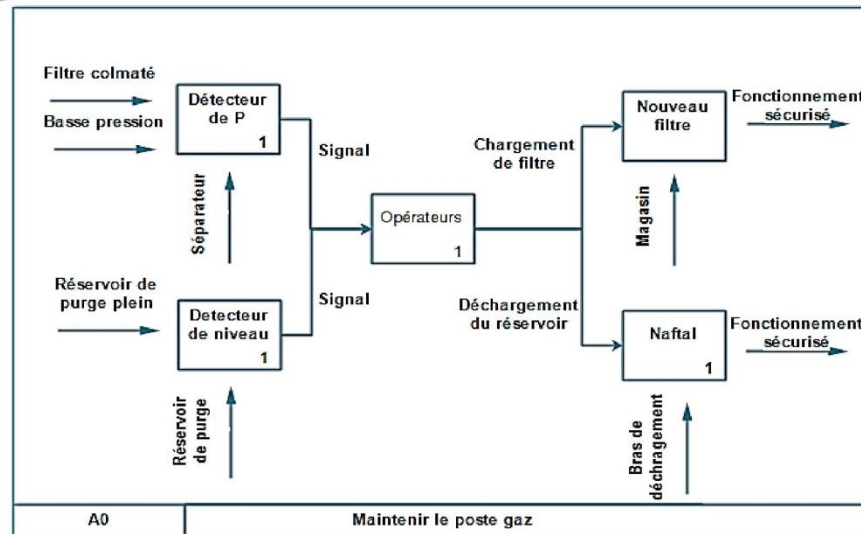 Filtre colmaté
Basse pression
Détecteur
de P
1
Séparateur
Signal
Réservoir de
purge plein
Detecteur
de niveau
1
Réservoir
de purge
Signal
Opérateurs
1
Chargement
de filtre
Nouveau
filtre
Fonctionnement
sécurisé
Magasin
Déchargement
du réservoir
Naftal
1
Fonctionnement
sécurisé
Bras de
déchragement
A0
Maintenir le poste gaz